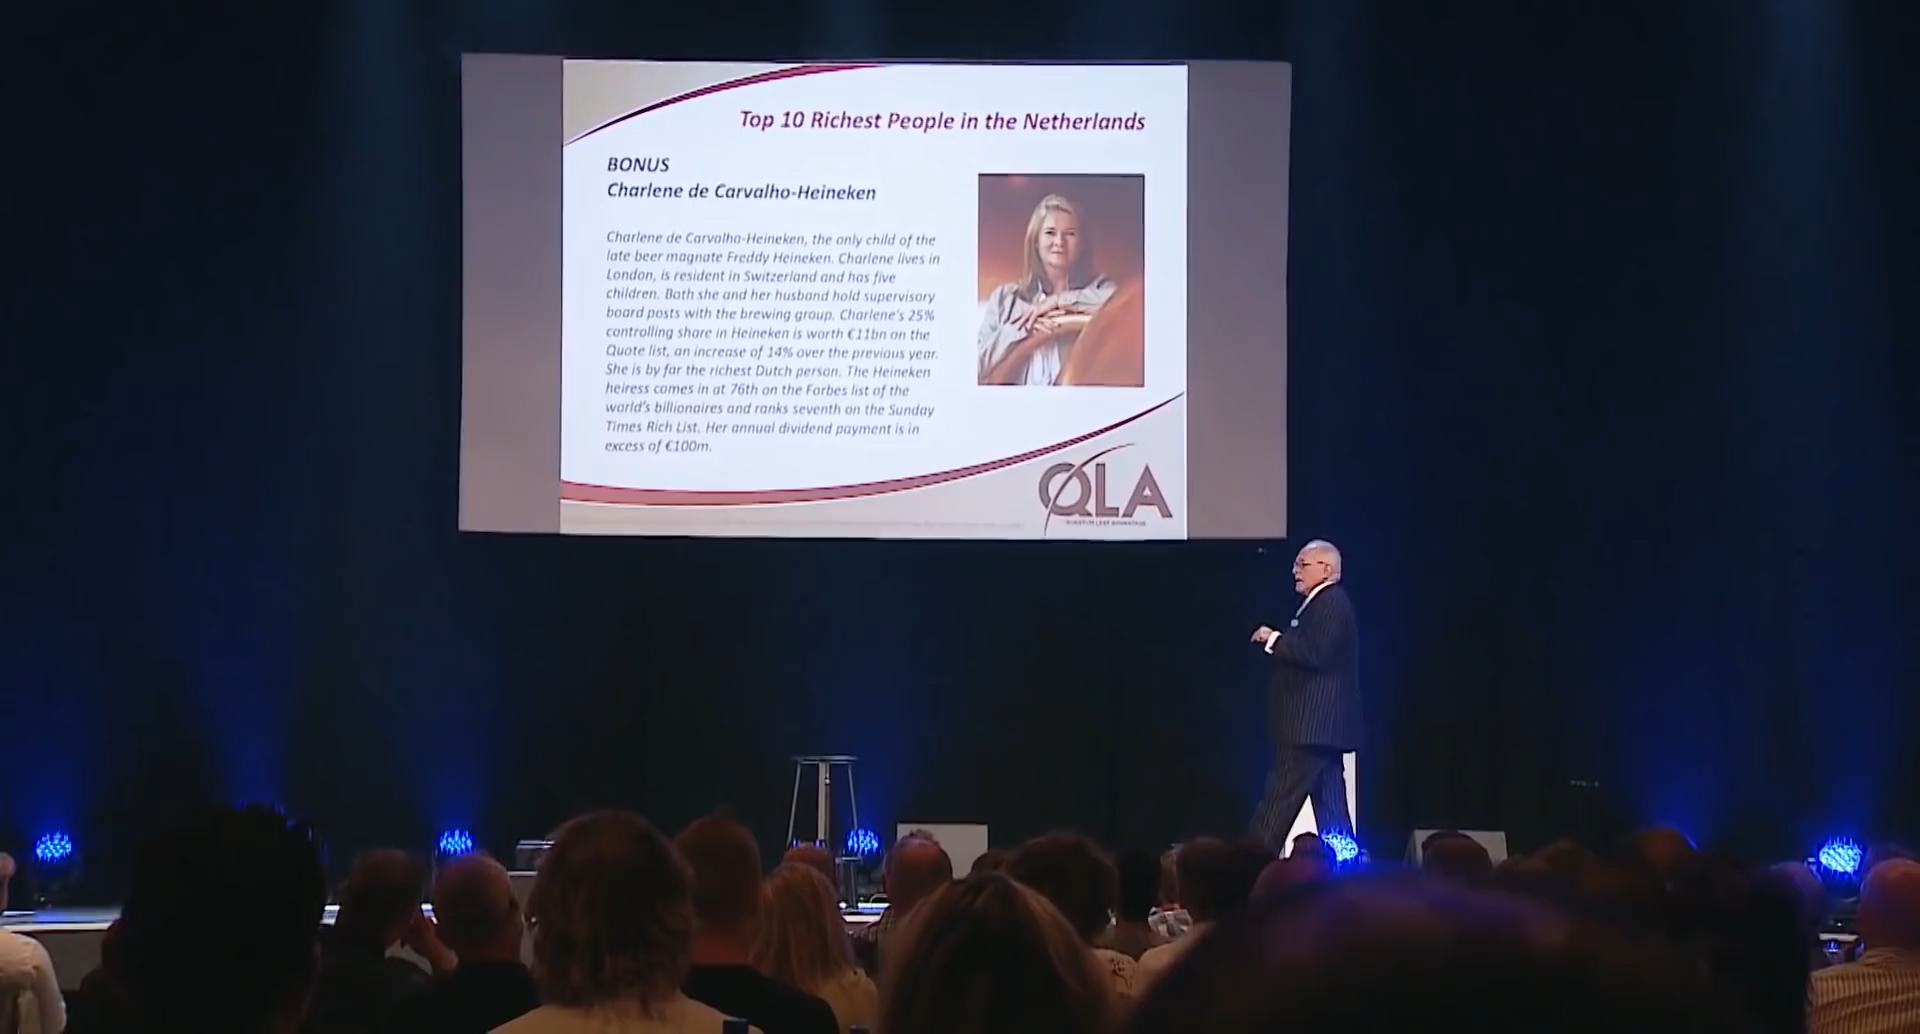 Top 10 Richest People in the Netherlands
BONUS
Charlene de Carvalho-Heineken
Charlene de Carvalho-Heineken, the only child of the
late beer magnate Freddy Heineken. Charlene lives in
London, is resident in Switzerland and has five
children. Both she and her husband hold supervisory
board posts with the brewing group. Charlene's 25%
controlling share in Heineken is worth €11bn on the
Quote list, an increase of 14% over the previous year.
She is by far the richest Dutch person. The Heineken
heiress comes in at 76th on the Forbes list of the
world's billionaires and ranks seventh on the Sunday
Times Rich List. Her annual dividend payment is in
excess of €100m.
QLA
QUANTUM LEAP ADVANTAGE